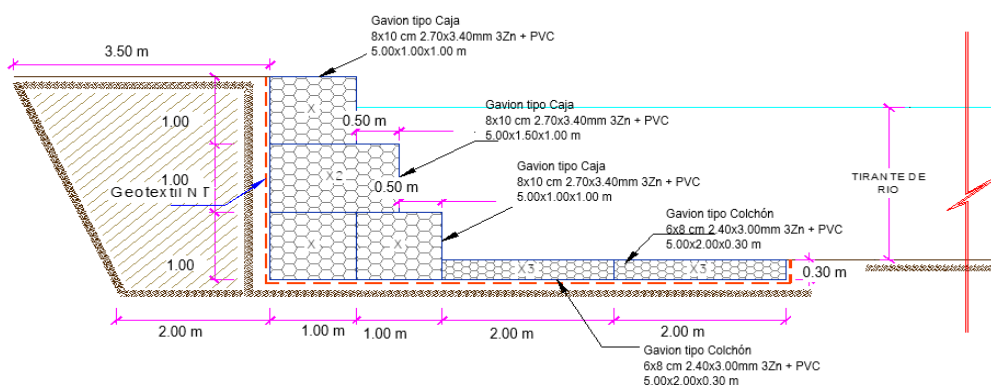 Gavion tipo Caja
8x10 cm 2.70x3.40mm 3Zn + PVC
5.00x1.00x1.00 m
3.50 m
X
1.00
0.50 m
Gavion tipo Caja
8x10 cm 2.70x3.40mm 3Zn + PVC
5.00x1.50x1.00 m
X2
1.00
Geotextil NT
0.50 m
Gavion tipo Caja
8x10 cm 2.70x3.40mm 3Zn + PVC
5.00x1.00x1.00 m
TIRANTE DE
RIO
Gavion tipo Colchón
6x8 cm 2.40x3.00mm 3Zn + PVC
5.00x2.00x0.30 m
X
X
1.00
X3
X3
0.30 m
2.00 m
1.00 m
1.00 m
2.00 m
2.00 m
Gavion tipo Colchón
6x8 cm 2.40x3.00mm 3Zn + PVC
5.00x2.00x0.30 m